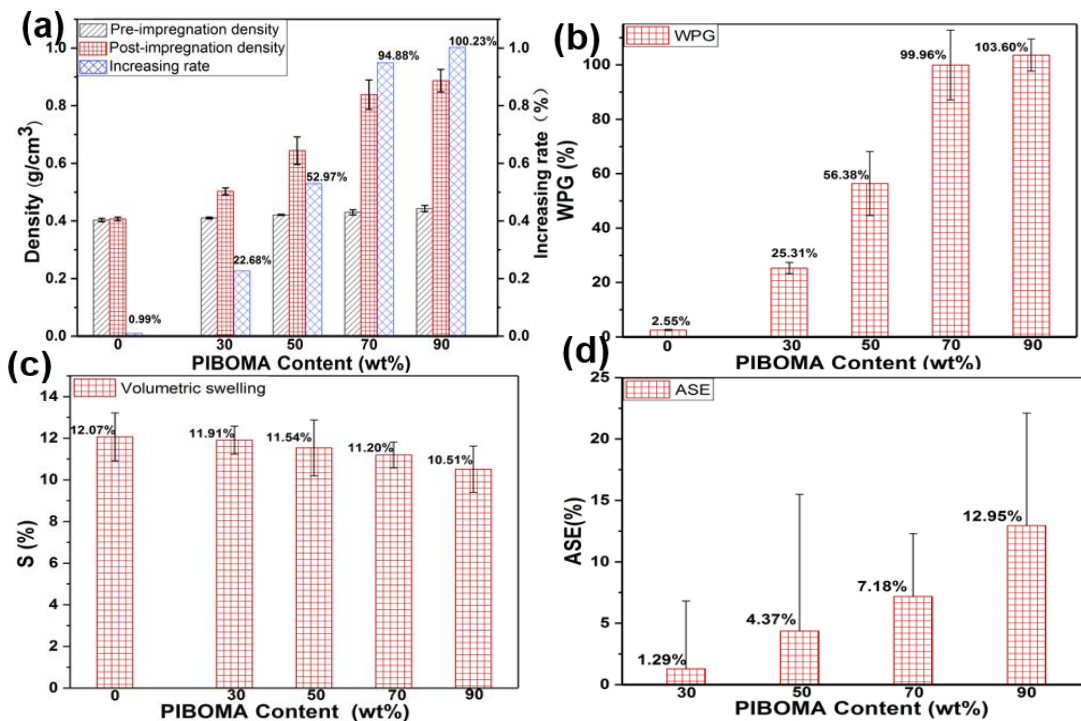 (a)
Pre-impregnation density
Post-impregnation density
Increasing rate
100.23%
94.88%
52.97%
22.68%
0.99%
1.0
0.8
0.6
0.4
0.2
0.0
Density (g/cm³)
1.0
0.8
0.6
0.4
0.2
0.0
Increasing rate (%)
0 30 50 70 90
PIBOMA Content (wt%)
(b)
WPG
99.96%
103.60%
56.38%
25.31%
2.55%
100
80
60
40
20
0
WPG (%)
0 30 50 70 90
PIBOMA Content (wt%)
(c)
Volumetric swelling
12.07%
11.91%
11.54%
11.20%
10.51%
14
12
10
8
6
4
2
0
S (%)
0 30 50 70 90
PIBOMA Content (wt%)
(d)
ASE
12.95%
7.18%
4.37%
1.29%
25
20
15
10
5
0
ASE(%)
30 50 70 90
PIBOMA Content (wt%)